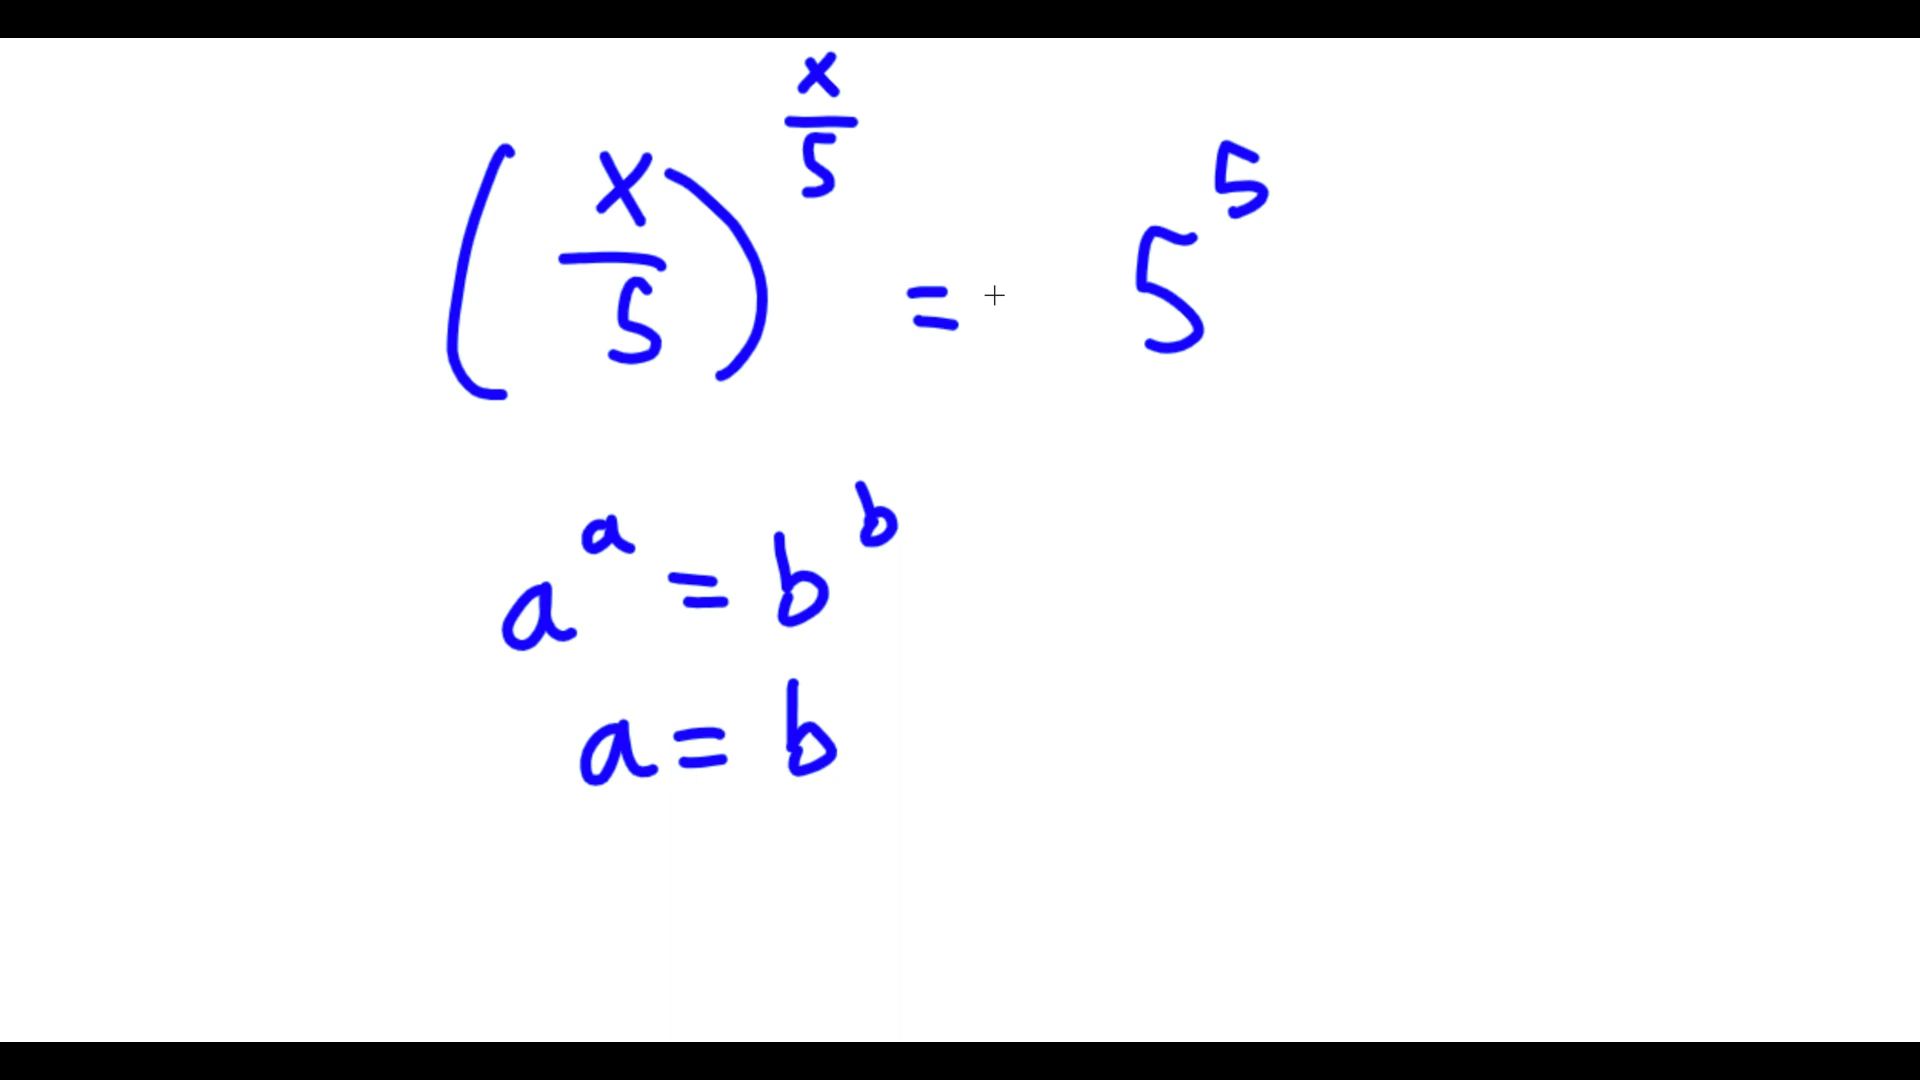 (x/5)^(x/5) = 5^5
a^a = b^b
a = b